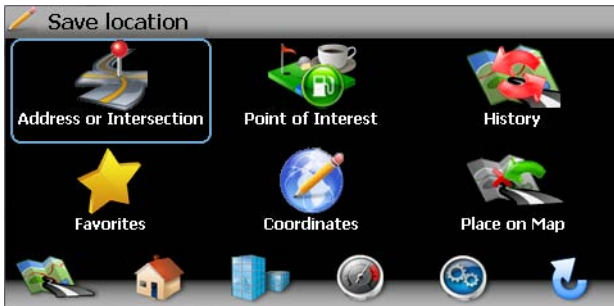 Save location
Address or Intersection
Point of Interest
History
Favorites
Coordinates
Place on Map